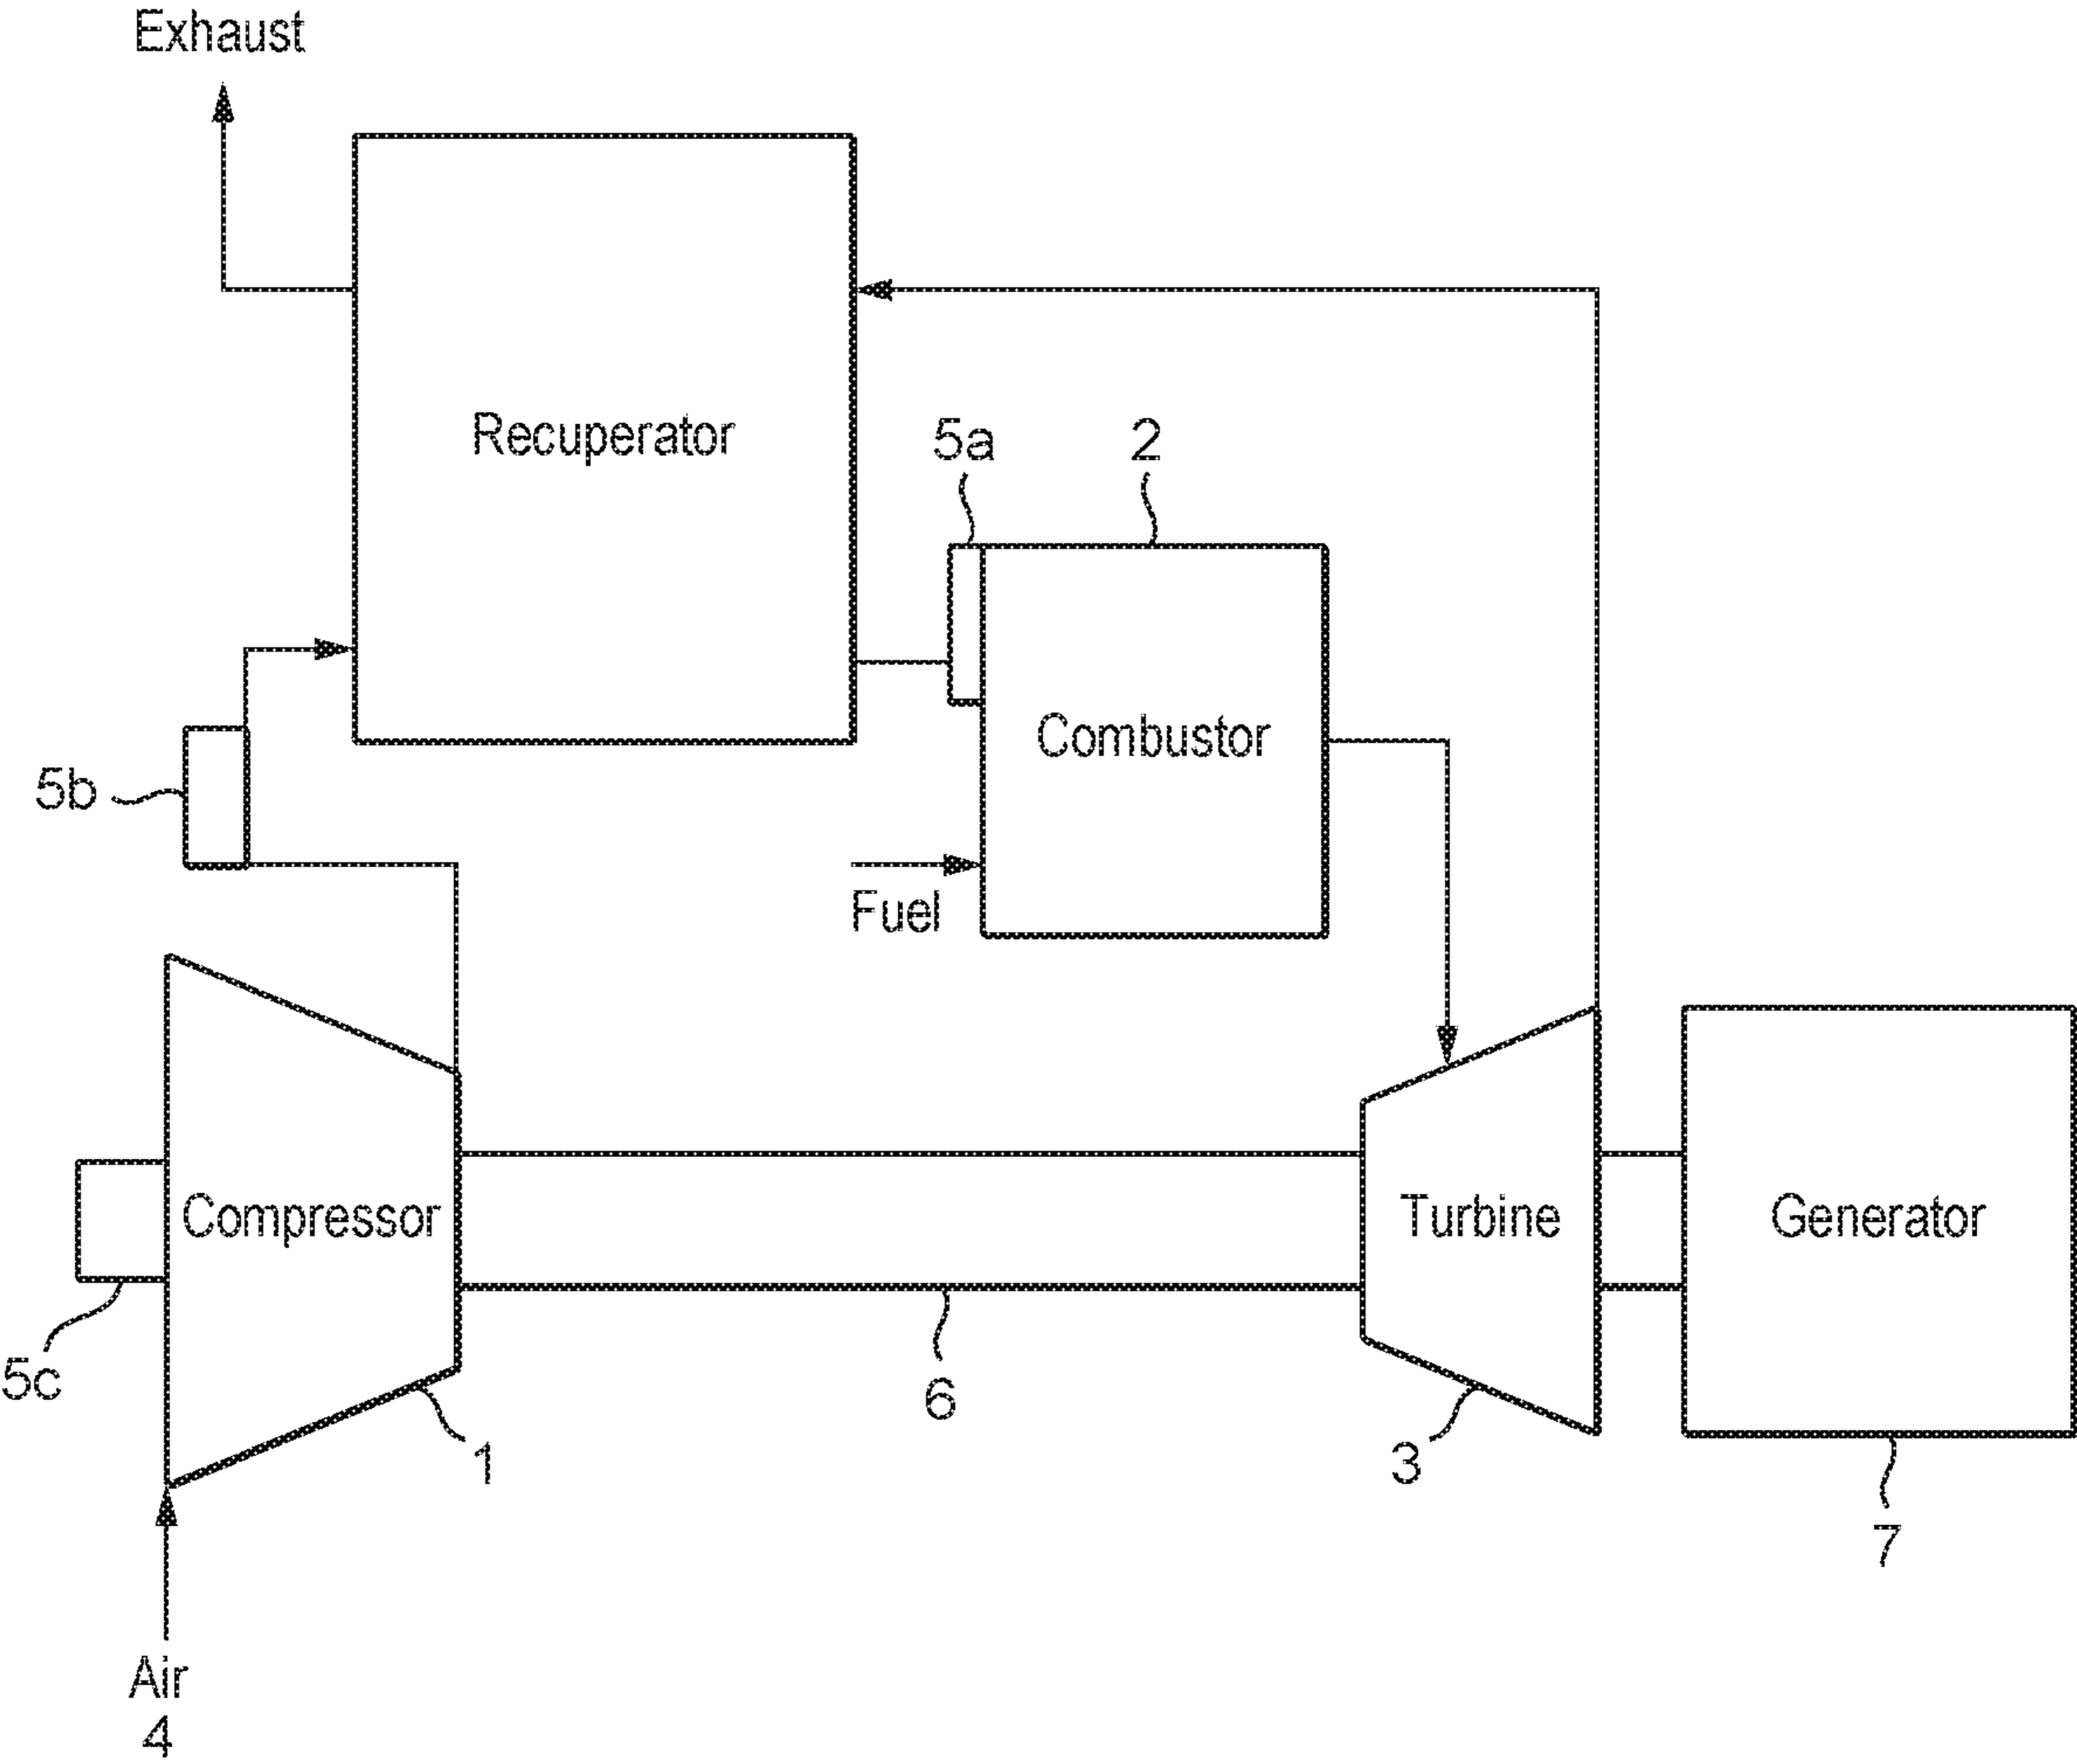 Exhaust
Recuperator
5a
2
Combustor
5b
Fuel
Compressor
Turbine
Generator
5c
6
1
3
7
Air
4